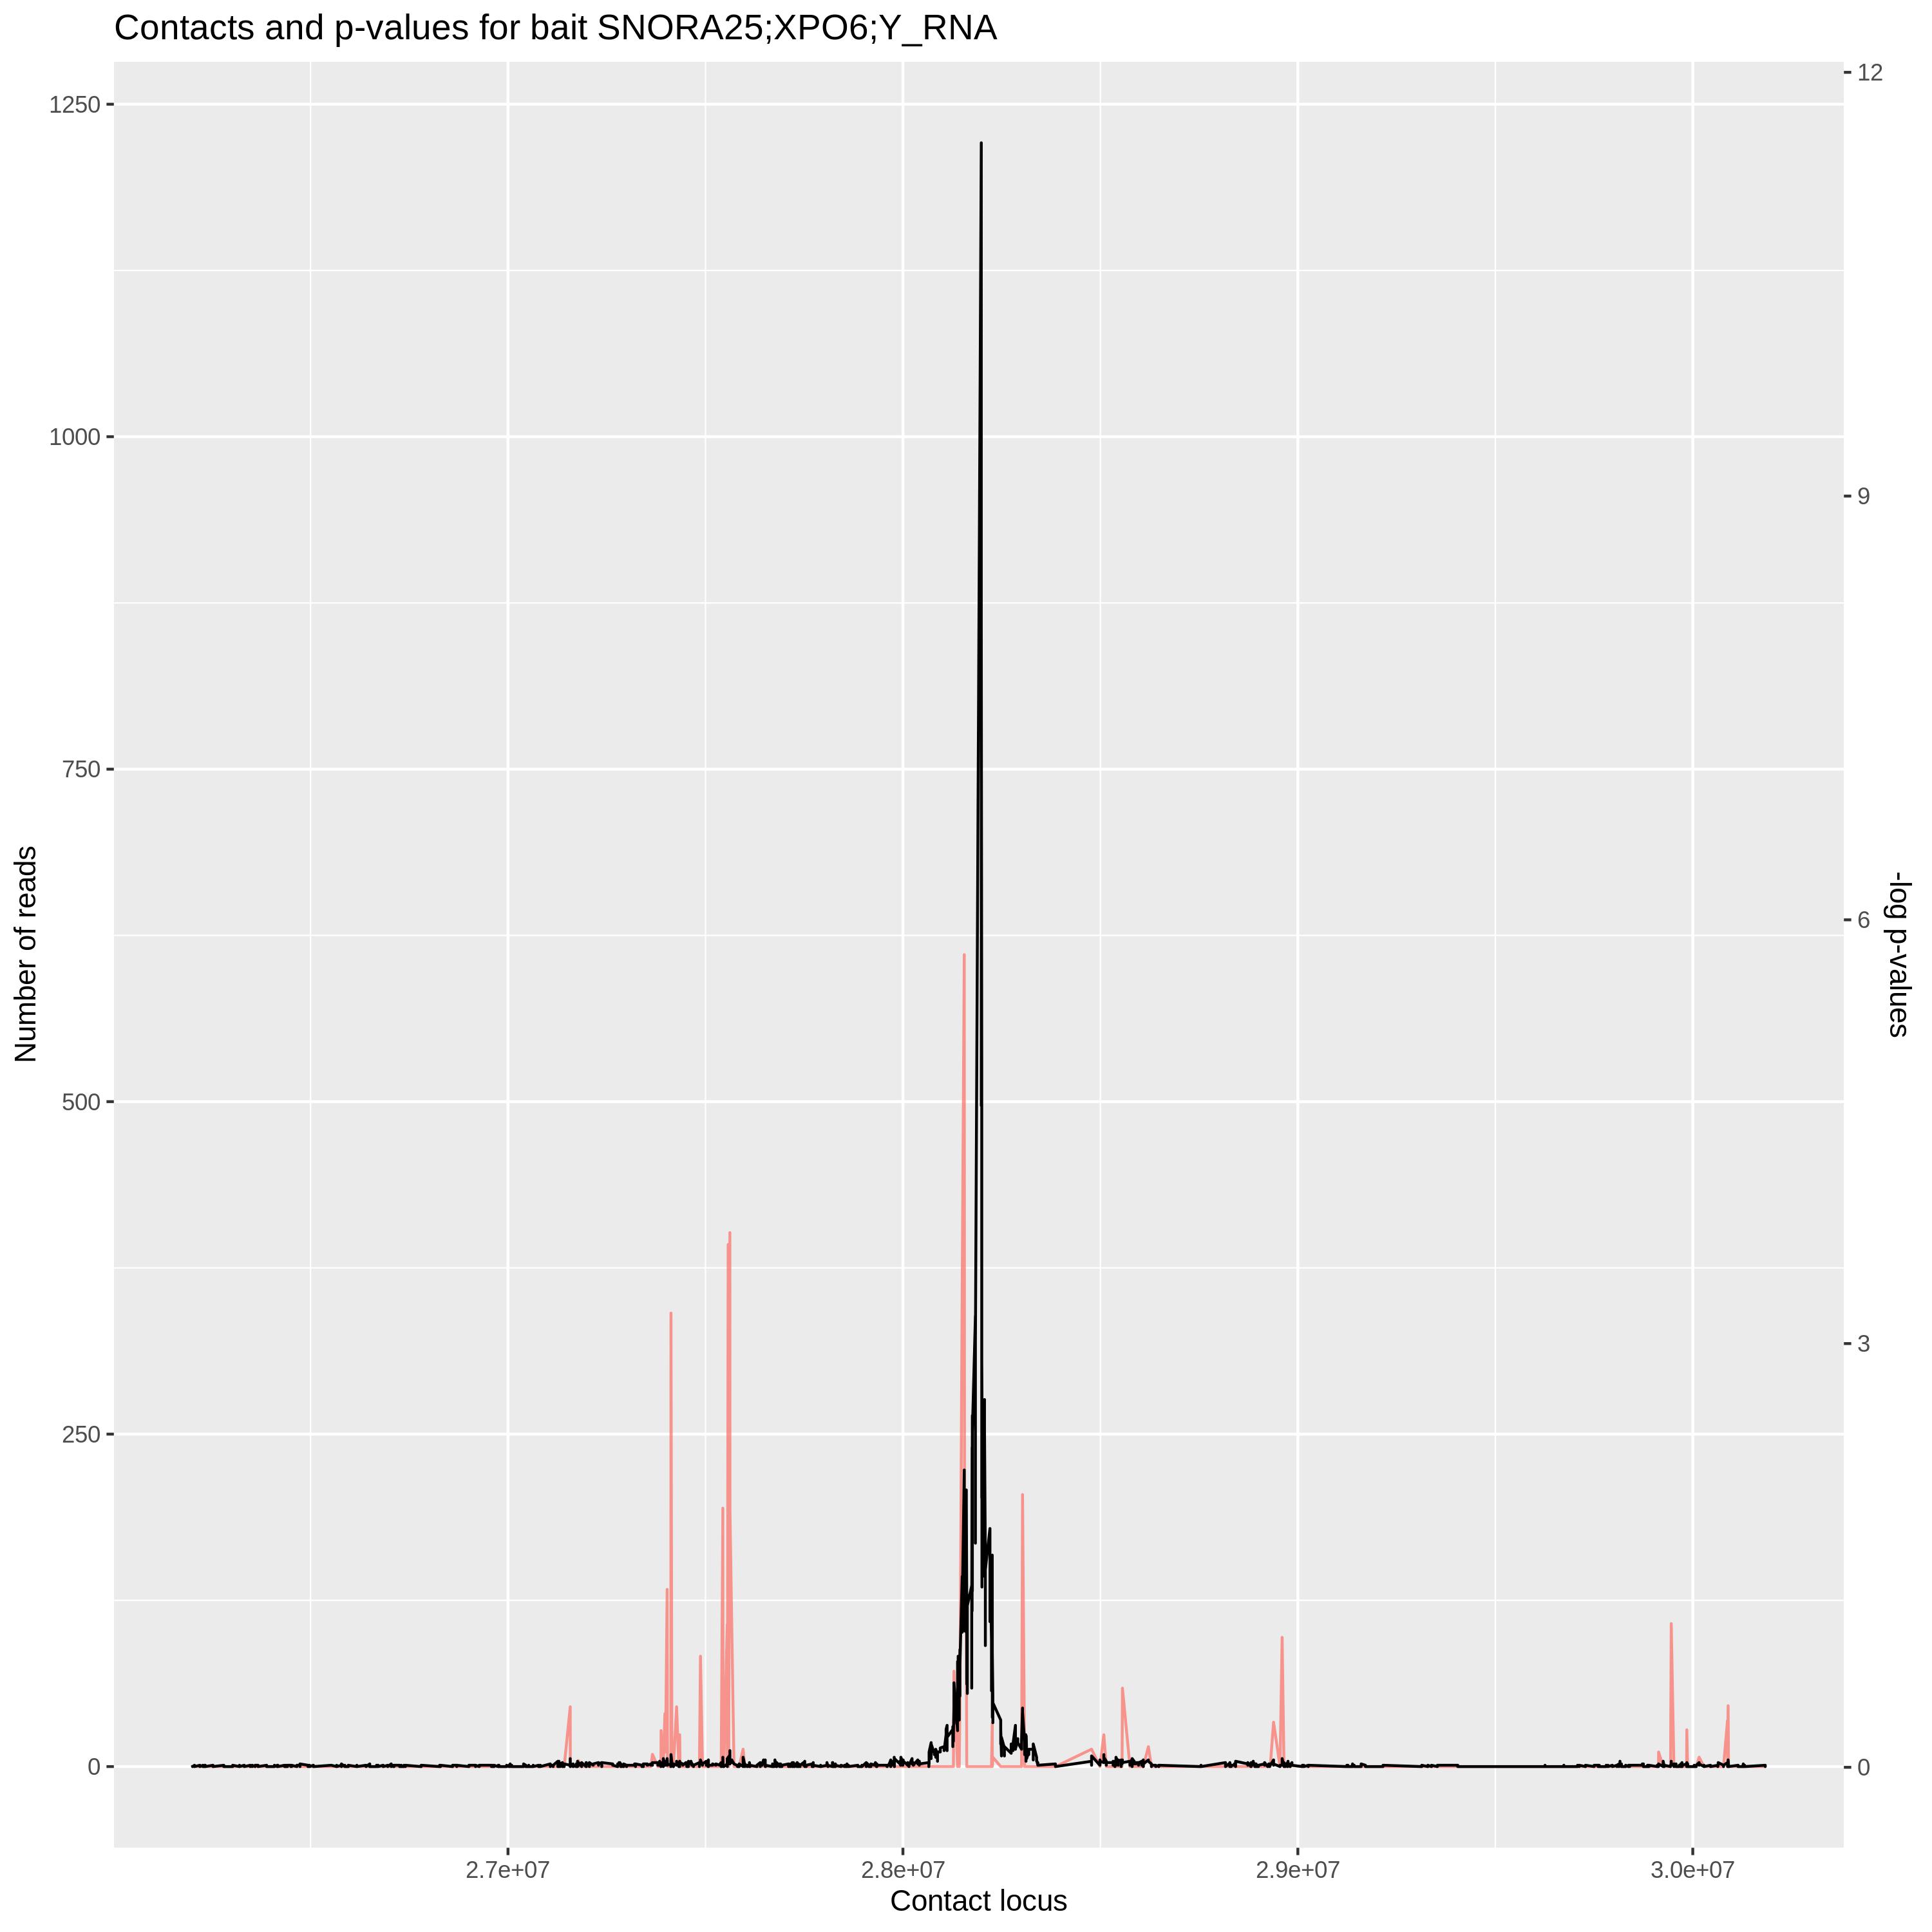 Contacts and p-values for bait SNORA25;XPO6;Y_RNA
1250
1000
750
500
250
0
Number of reads
12
9
6
3
0
-log p-values
2.7e+07
2.8e+07
2.9e+07
3.0e+07
Contact locus